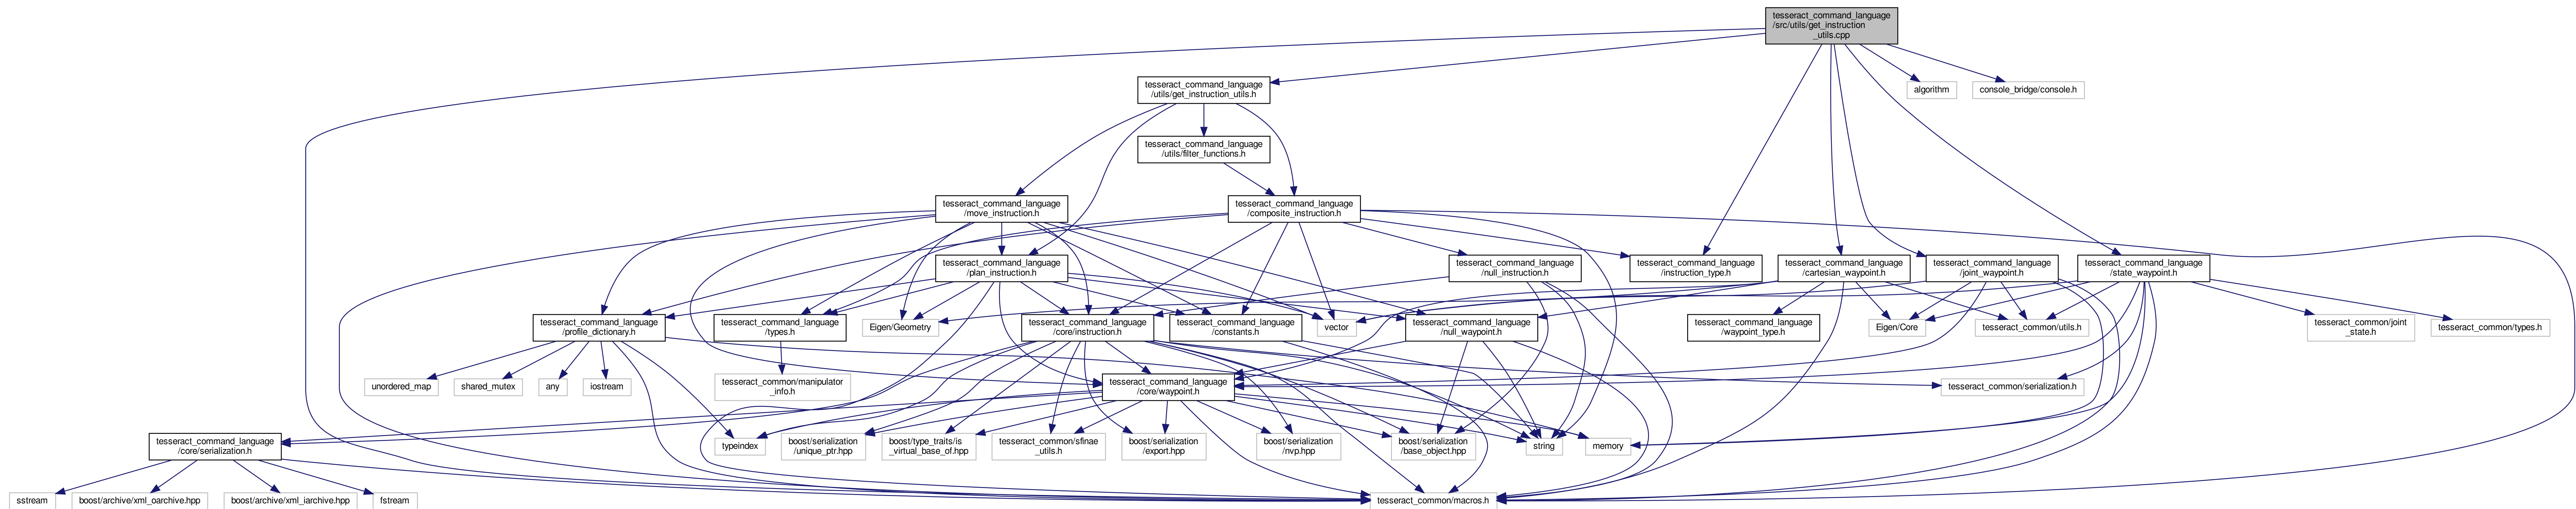 tesseract_command_language
/src/utils/get_instruction
_utils.cpp
tesseract_command_language
/utils/get_instruction_utils.h
algorithm
console_bridge/console.h
tesseract_command_language
/utils/filter_functions.h
tesseract_command_language
/move_instruction.h
tesseract_command_language
/composite_instruction.h
tesseract_command_language
/plan_instruction.h
tesseract_command_language
/null_instruction.h
tesseract_command_language
/instruction_type.h
tesseract_command_language
/cartesian_waypoint.h
tesseract_command_language
/joint_waypoint.h
tesseract_command_language
/state_waypoint.h
tesseract_command_language
/profile_dictionary.h
tesseract_command_language
/types.h
Eigen/Geometry
tesseract_command_language
/core/instruction.h
tesseract_command_language
/constants.h
vector
tesseract_command_language
/null_waypoint.h
tesseract_command_language
/waypoint_type.h
Eigen/Core
tesseract_common/utils.h
tesseract_common/joint
_state.h
tesseract_common/types.h
unordered_map
shared_mutex
any
iostream
tesseract_common/manipulator
_info.h
tesseract_command_language
/core/waypoint.h
tesseract_common/serialization.h
tesseract_command_language
/core/serialization.h
typeindex
boost/serialization
/unique_ptr.hpp
boost/type_traits/is
_virtual_base_of.hpp
tesseract_common/sfinae
_utils.h
boost/serialization
/export.hpp
boost/serialization
/nvp.hpp
boost/serialization
/base_object.hpp
string
memory
sstream
boost/archive/xml_oarchive.hpp
boost/archive/xml_iarchive.hpp
fstream
tesseract_common/macros.h